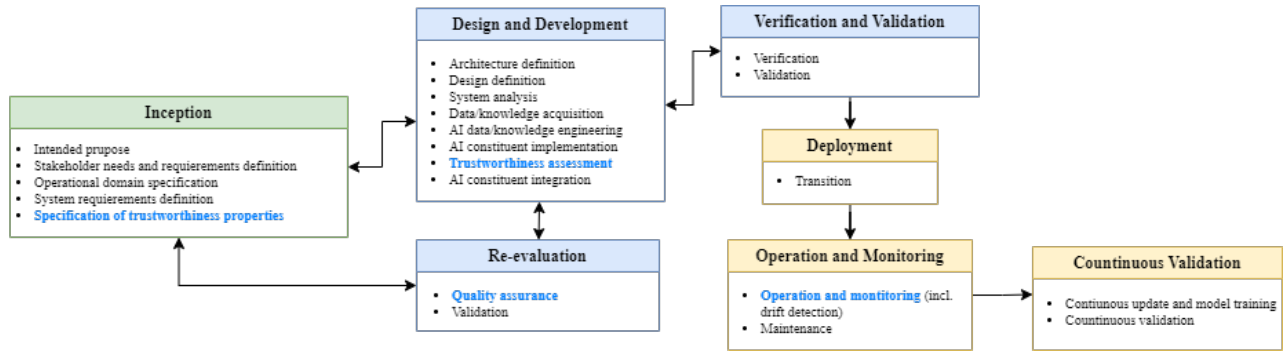 Inception
• Intended prupose
• Stakeholder needs and requierements definition
• Operational domain specification
• System requierements definition
• Specification of trustworthiness properties
Design and Development
• Architecture definition
• Design definition
• System analysis
• Data/knowledge acquisition
• AI data/knowledge engineering
• AI constituent implementation
• Trustworthiness assessment
• AI constituent integration
Re-evaluation
• Quality assurance
• Validation
Verification and Validation
• Verification
• Validation
Deployment
• Transition
Operation and Monitoring
• Operation and montitoring (incl.
drift detection)
• Maintenance
Countinuous Validation
• Contiunous update and model training
• Countinuous validation